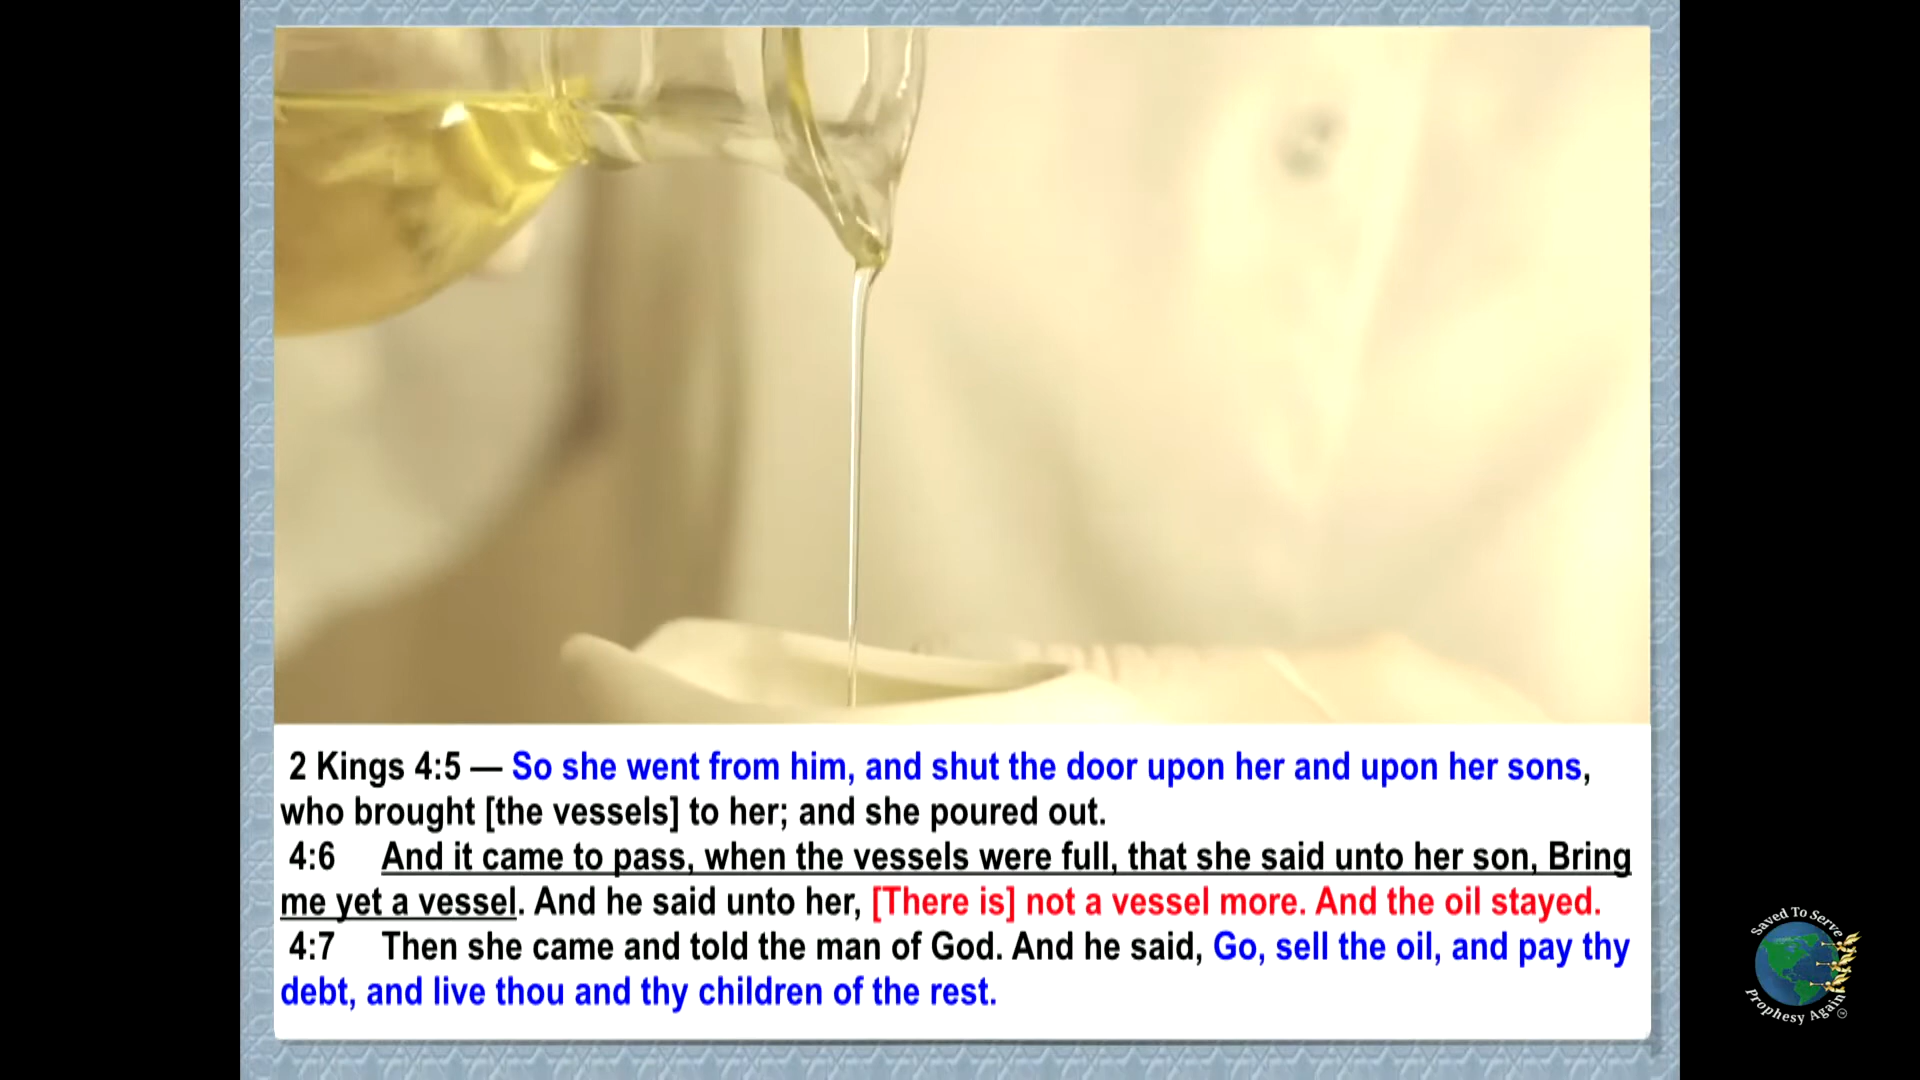 2 Kings 4:5 — So she went from him, and shut the door upon her and upon her sons,
who brought [the vessels] to her; and she poured out.
4:6 And it came to pass, when the vessels were full, that she said unto her son, Bring
me yet a vessel. And he said unto her, [There is] not a vessel more. And the oil stayed.
4:7 Then she came and told the man of God. And he said, Go, sell the oil, and pay thy
debt, and live thou and thy children of the rest.
Saved To Serve
Prophesy Again